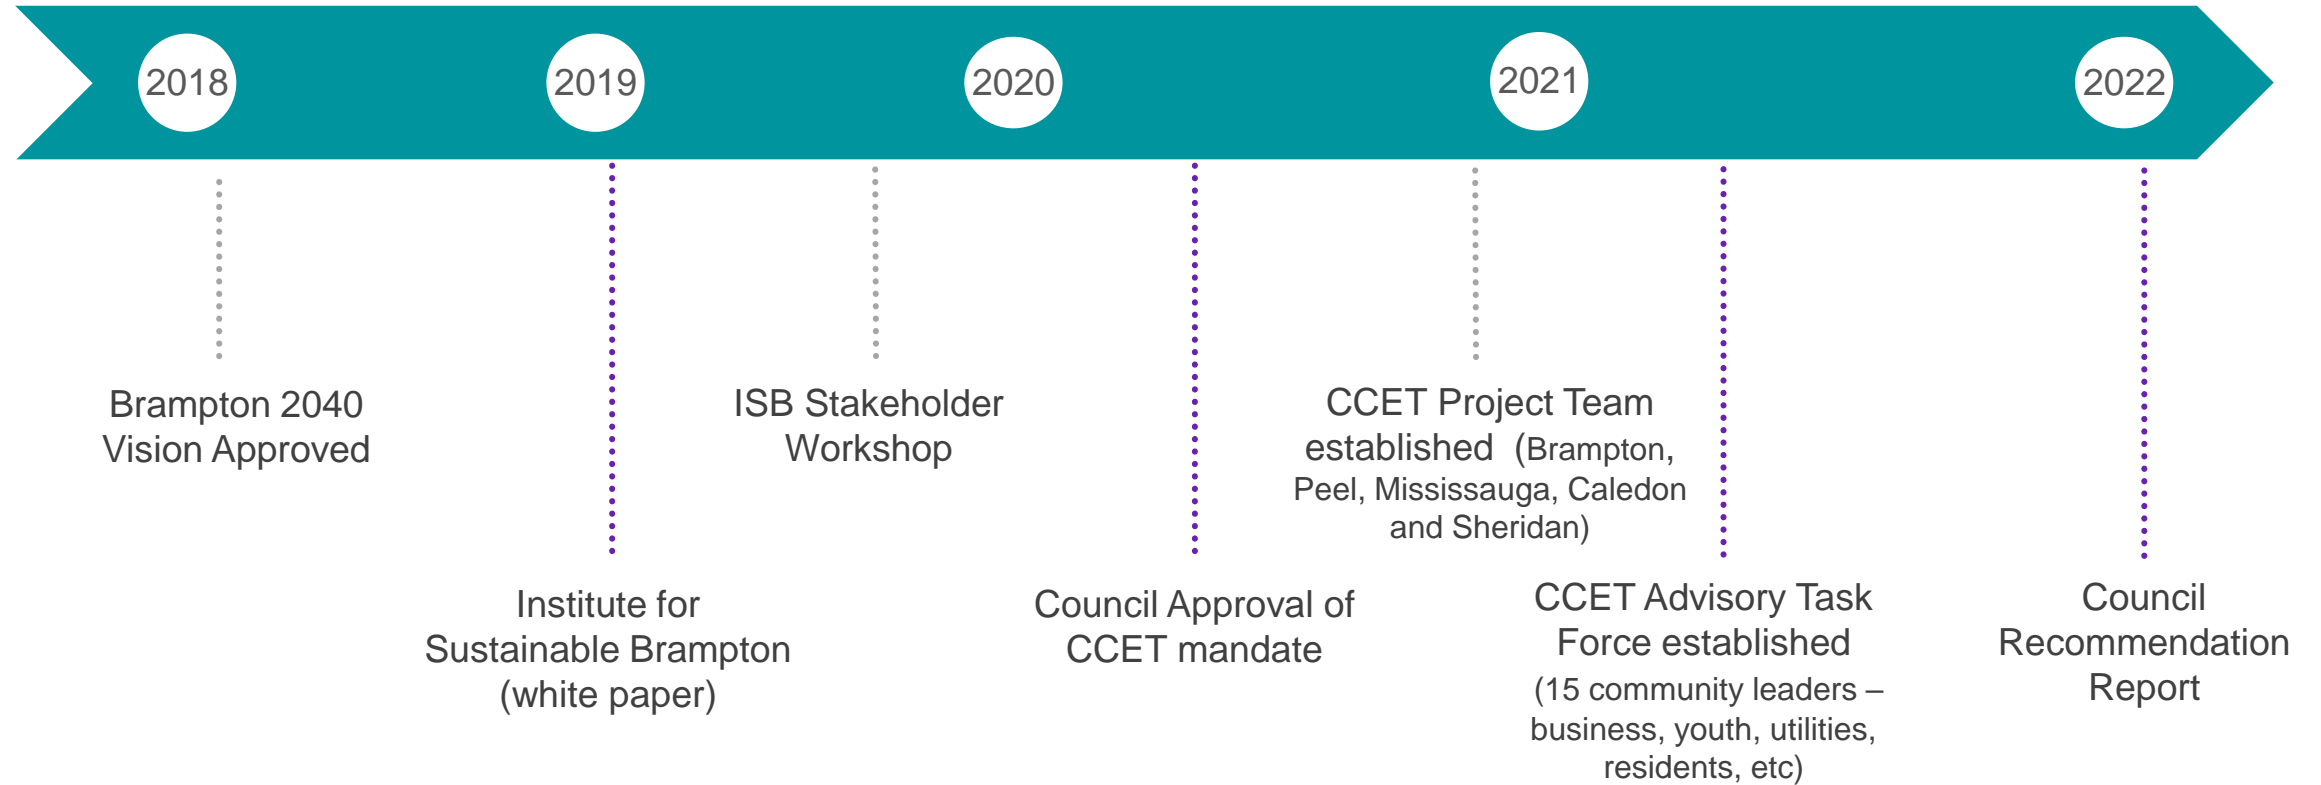 2018
2019
2020
2021
2022
Brampton 2040
Vision Approved
Institute for
Sustainable Brampton
(white paper)
ISB Stakeholder
Workshop
Council Approval of
CCET mandate
CCET Project Team
established (Brampton,
Peel, Mississauga, Caledon
and Sheridan)
CCET Advisory Task
Force established
(15 community leaders –
business, youth, utilities,
residents, etc)
Council
Recommendation
Report